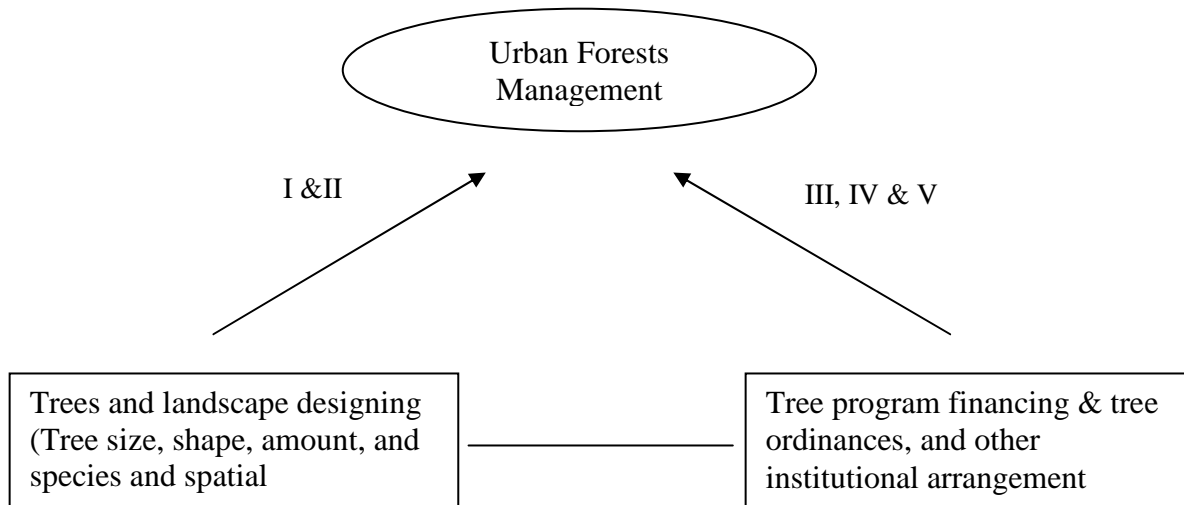 Urban Forests
Management
I &II
III, IV & V
Trees and landscape designing
(Tree size, shape, amount, and
species and spatial
Tree program financing & tree
ordinances, and other
institutional arrangement